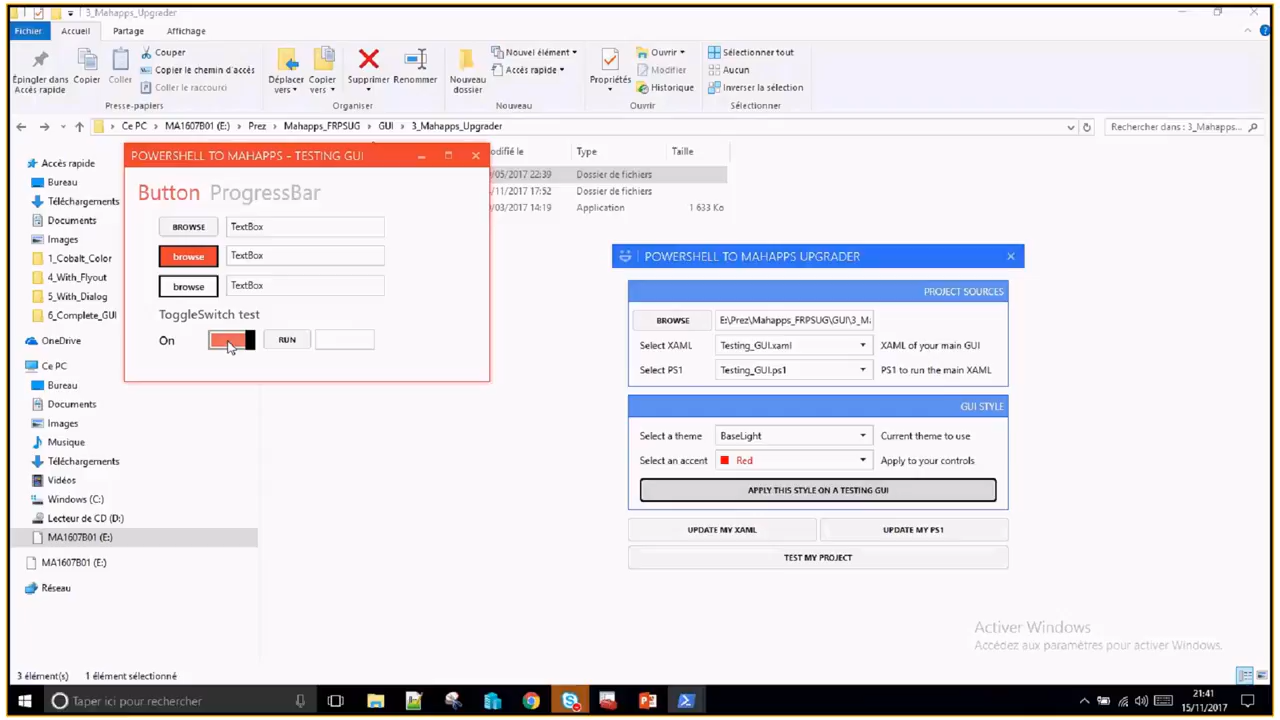 3_Mahapps_Upgrader
Fichier Accueil Partage Affichage
Épingler dans Accès rapide
Copier
Coller
Couper
Copier le chemin d'accès
Coller le raccourci
Déplacer vers
Copier vers
Supprimer
Renommer
Nouveau dossier
Nouvel élément
Accès rapide
Propriétés
Ouvrir
Modifier
Historique
Sélectionner tout
Aucun
Inverser la sélection
Presse-papiers Organiser Nouveau Ouvrir Sélectionner
Ce PC > MA1607B01 (E:) > Prez > Mahapps_FRPSUG > GUI > 3_Mahapps_Upgrader
Rechercher dans : 3_Mahapps...
Accès rapide
Bureau
Téléchargements
Documents
Images
1_Cobalt_Color
4_With_Flyout
5_With_Dialog
6_Complete_GUI
OneDrive
Ce PC
Bureau
Documents
Images
Musique
Téléchargements
Vidéos
Windows (C:)
Lecteur de CD (D:)
MA1607B01 (E:)
MA1607B01 (E:)
Réseau
odifié le Type Taille
/05/2017 22:39 Dossier de fichiers
/11/2017 17:52 Dossier de fichiers
/03/2017 14:19 Application 1 633 Ko
POWERSHELL TO MAHAPPS - TESTING GUI
Button ProgressBar
BROWSE TextBox
browse TextBox
browse TextBox
ToggleSwitch test
On RUN
POWERSHELL TO MAHAPPS UPGRADER
PROJECT SOURCES
BROWSE E:\Prez\Mahapps_FRPSUG\GUI\3_M
Select XAML Testing_GUI.xaml XAML of your main GUI
Select PS1 Testing_GUI.ps1 PS1 to run the main XAML
GUI STYLE
Select a theme BaseLight Current theme to use
Select an accent Red Apply to your controls
APPLY THIS STYLE ON A TESTING GUI
UPDATE MY XAML UPDATE MY PS1
TEST MY PROJECT
Activer Windows
Accédez aux paramètres pour activer Windows.
3 élément(s) 1 élément sélectionné
Taper ici pour rechercher
21:41
15/11/2017